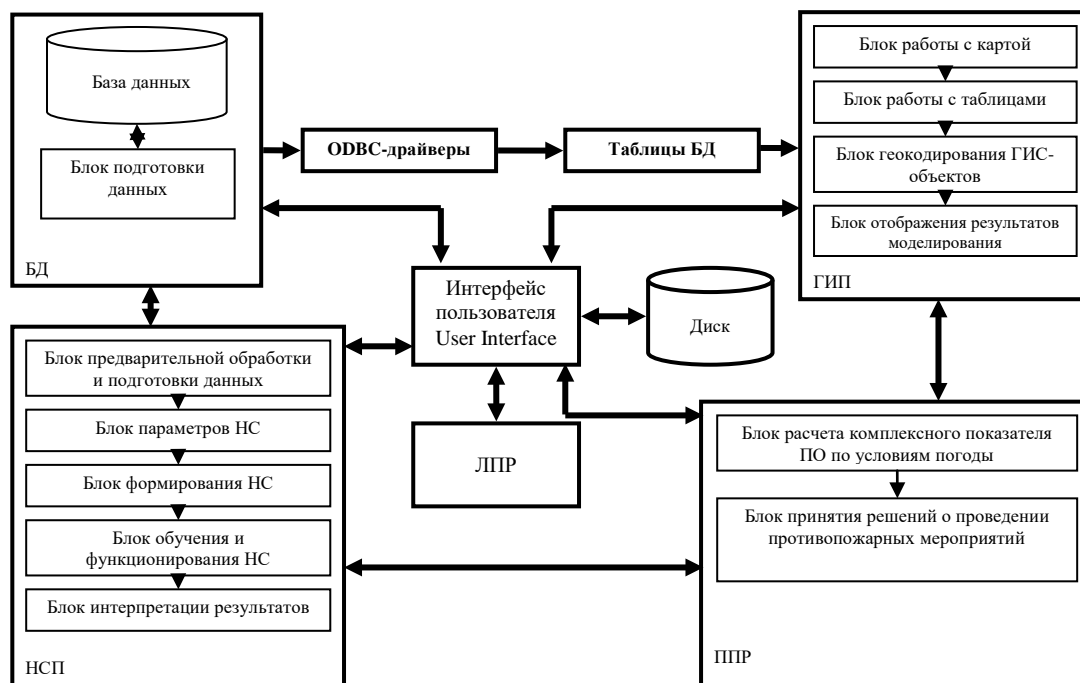 База данных
Блок подготовки
данных
БД
ODBC-драйверы
Таблицы БД
Блок работы с картой
Блок работы с таблицами
Блок геокодирования ГИС-
объектов
Блок отображения результатов
моделирования
ГИП
Интерфейс
пользователя
User Interface
Диск
ЛПР
Блок предварительной обработки
и подготовки данных
Блок параметров НС
Блок формирования НС
Блок обучения и
функционирования НС
Блок интерпретации результатов
НСП
Блок расчета комплексного показателя
ПО по условиям погоды
Блок принятия решений о проведении
противопожарных мероприятий
ППР